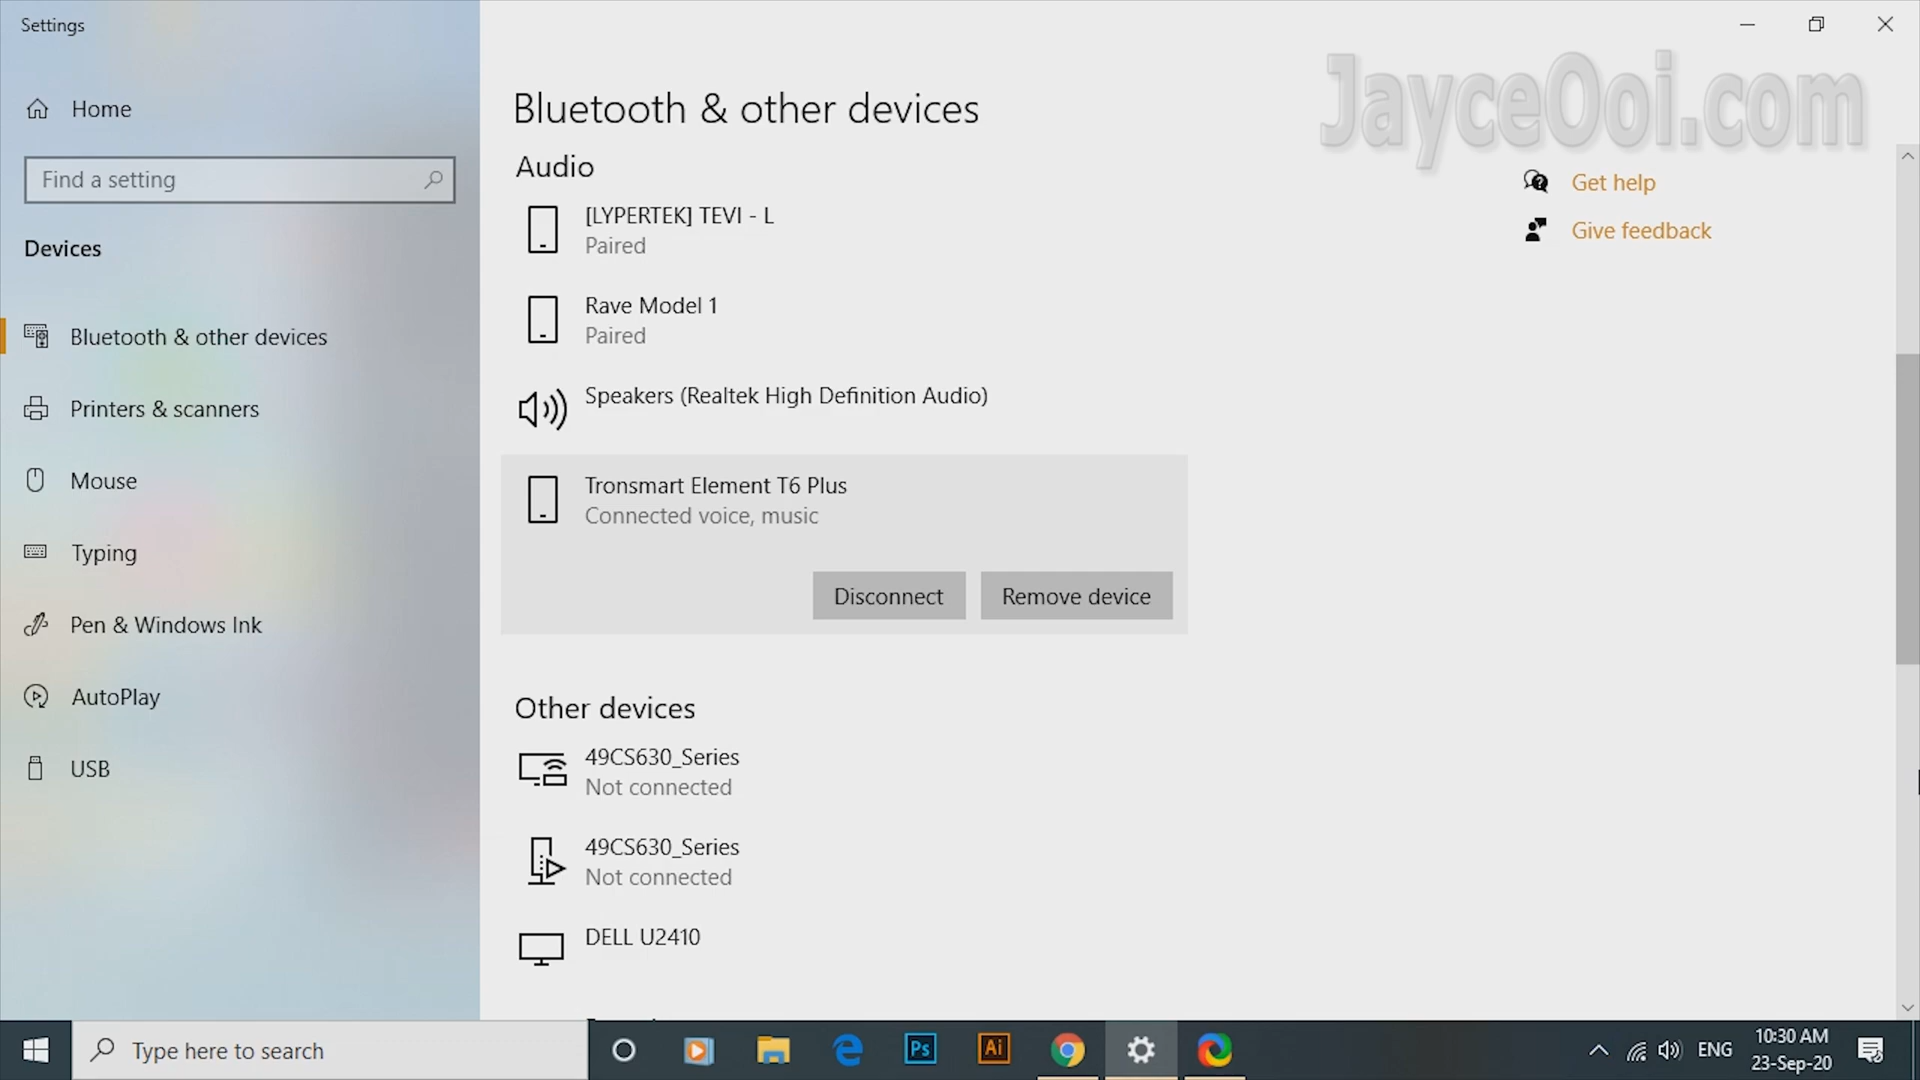 Settings
JayceOoi.com
Home
Find a setting
Devices
Bluetooth & other devices
Printers & scanners
Mouse
Typing
Pen & Windows Ink
AutoPlay
USB
Bluetooth & other devices
Audio
[LYPERTEK] TEVI - L
Paired
Rave Model 1
Paired
Speakers (Realtek High Definition Audio)
Tronsmart Element T6 Plus
Connected voice, music
Disconnect
Remove device
Other devices
49CS630_Series
Not connected
49CS630_Series
Not connected
DELL U2410
Get help
Give feedback
Type here to search
Ps
Ai
ENG
10:30 AM
23-Sep-20